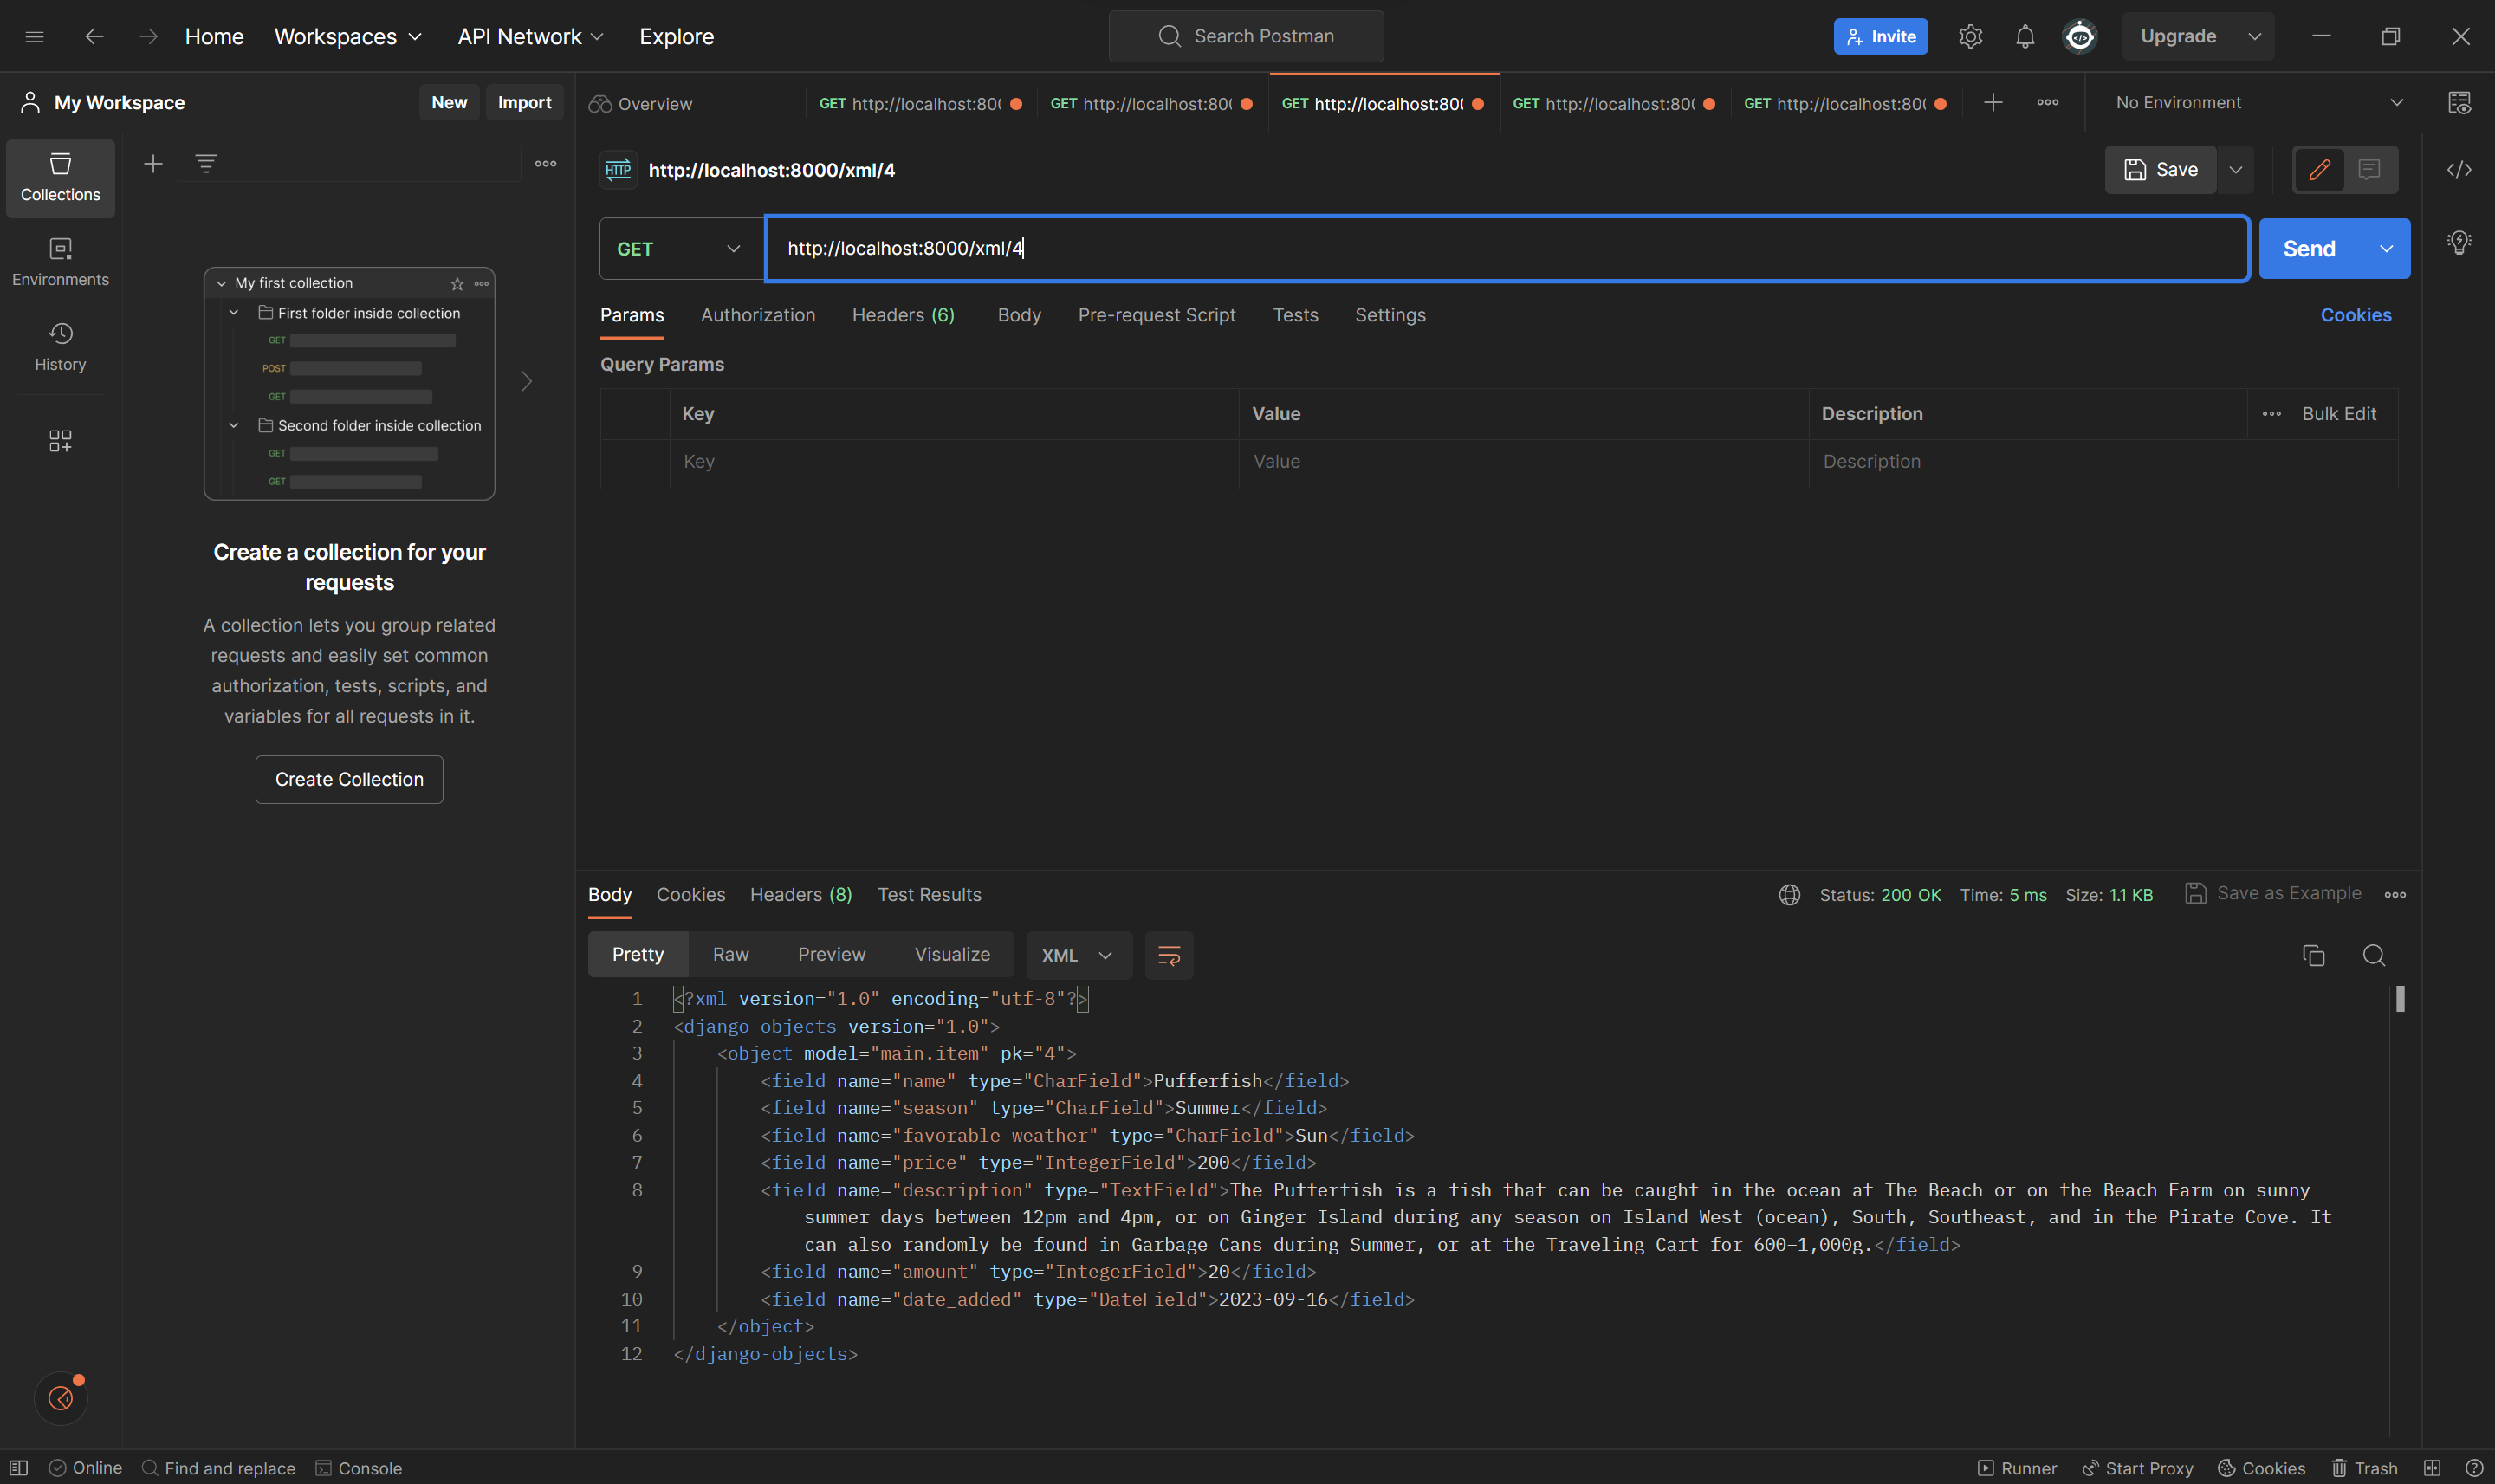 Home Workspaces API Network Explore Search Postman Invite Upgrade
My Workspace New Import
Overview GET http://localhost:80 GET http://localhost:80 GET http://localhost:80 GET http://localhost:80 GET http://localhost:80 No Environment
Collections
Environments
History
My first collection
First folder inside collection
GET
POST
GET
Second folder inside collection
GET
GET
Create a collection for your
requests
A collection lets you group related
requests and easily set common
authorization, tests, scripts, and
variables for all requests in it.
Create Collection
HTTP http://localhost:8000/xml/4 Save
GET http://localhost:8000/xml/4 Send
Params Authorization Headers (6) Body Pre-request Script Tests Settings Cookies
Query Params
Key Value Description Bulk Edit
Key Value Description
Body Cookies Headers (8) Test Results Status: 200 OK Time: 5 ms Size: 1.1 KB Save as Example
Pretty Raw Preview Visualize XML
1 <?xml version="1.0" encoding="utf-8"?>
2 <django-objects version="1.0">
3 <object model="main.item" pk="4">
4 <field name="name" type="CharField">Pufferfish</field>
5 <field name="season" type="CharField">Summer</field>
6 <field name="favorable_weather" type="CharField">Sun</field>
7 <field name="price" type="IntegerField">200</field>
8 <field name="description" type="TextField">The Pufferfish is a fish that can be caught in the ocean at The Beach or on the Beach Farm on sunny
summer days between 12pm and 4pm, or on Ginger Island during any season on Island West (ocean), South, Southeast, and in the Pirate Cove. It
can also randomly be found in Garbage Cans during Summer, or at the Traveling Cart for 600–1,000g.</field>
9 <field name="amount" type="IntegerField">20</field>
10 <field name="date_added" type="DateField">2023-09-16</field>
11 </object>
12 </django-objects>
Online Find and replace Console Runner Start Proxy Cookies Trash